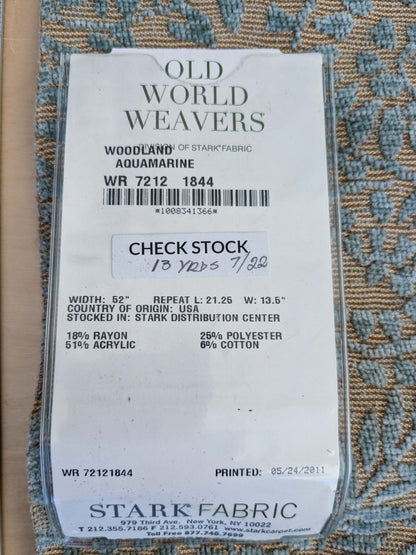 OLD
WORLD
WEAVERS
DIVISION OF STARK FABRIC
WOODLAND
AQUAMARINE
WR 7212 1844
*1008341366*
CHECK STOCK
13 YRDS 7/22
WIDTH: 52" REPEAT L: 21.25 W: 13.5"
COUNTRY OF ORIGIN: USA
STOCKED IN: STARK DISTRIBUTION CENTER
18% RAYON 25% POLYESTER
51% ACRYLIC 6% COTTON
WR 72121844 PRINTED: 05/24/2011
STARK FABRIC
979 Third Ave. New York, NY 10022
T 212.355.7186 F 212.593.0761 www.starkcarpet.com
Toll Free 877.746.7699